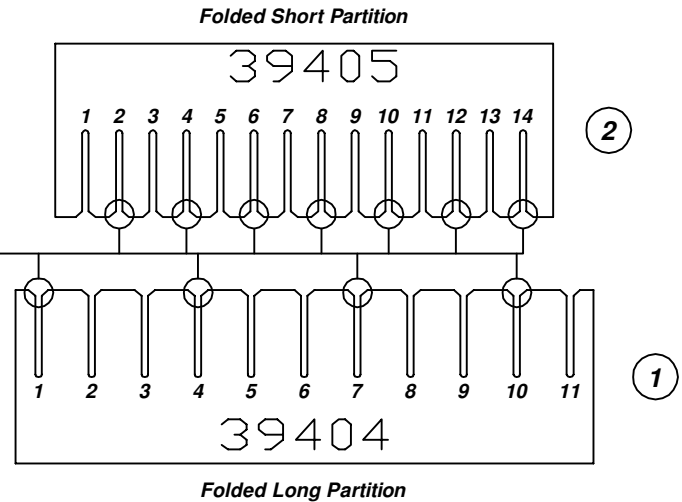 Folded Short Partition
39405
1 2 3 4 5 6 7 8 9 10 11 12 13 14
2
1
1 2 3 4 5 6 7 8 9 10 11
39404
Folded Long Partition